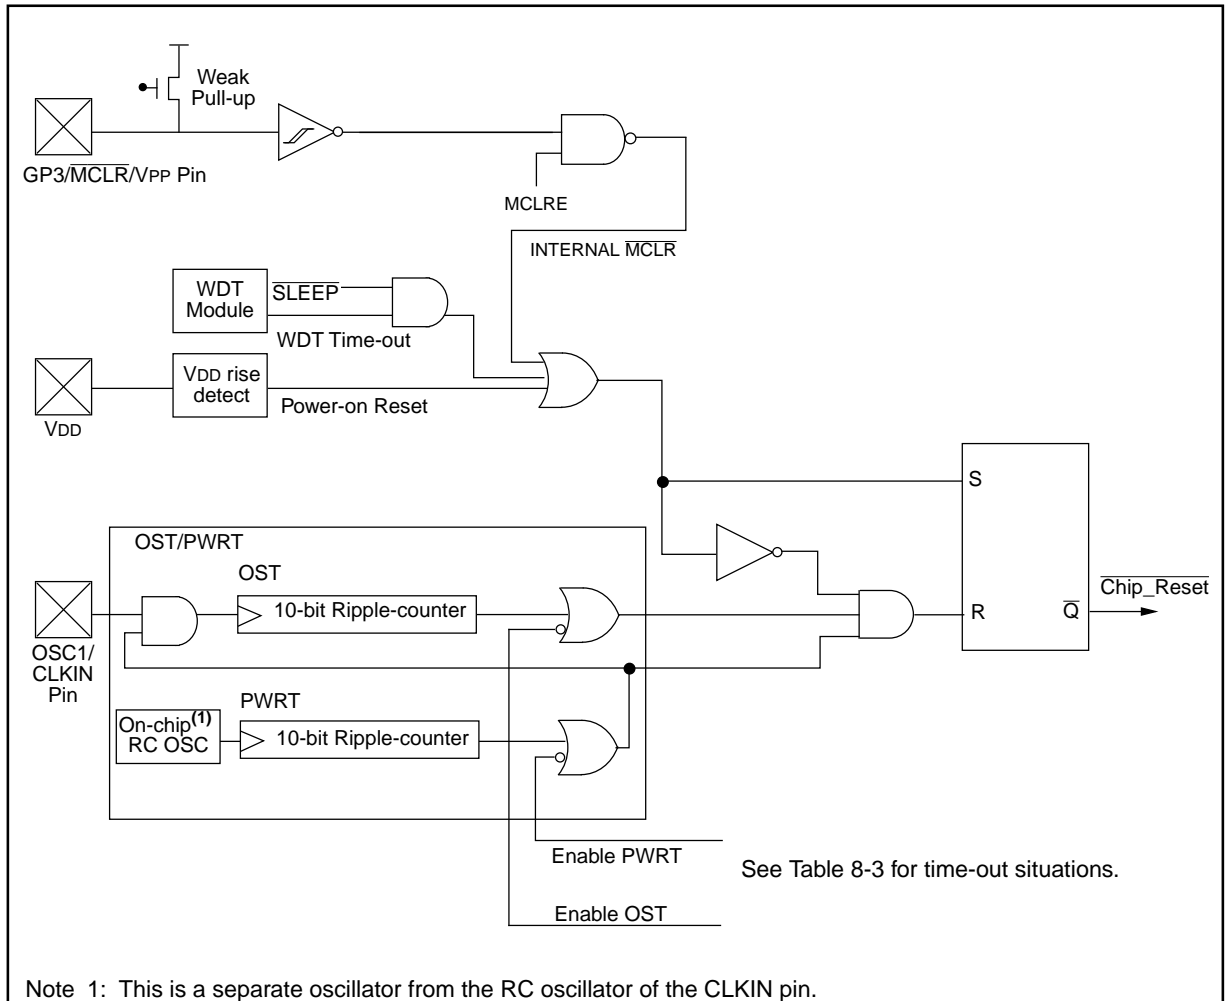 Weak
Pull-up
GP3/MCLR/VPP Pin
MCLRE
INTERNAL MCLR
WDT
Module
SLEEP
WDT Time-out
VDD rise
detect
Power-on Reset
VDD
S
OST/PWRT
OST
10-bit Ripple-counter
Chip_Reset
R
Q
OSC1/
CLKIN
Pin
PWRT
On-chip(1)
RC OSC
10-bit Ripple-counter
Enable PWRT
See Table 8-3 for time-out situations.
Enable OST
Note 1: This is a separate oscillator from the RC oscillator of the CLKIN pin.